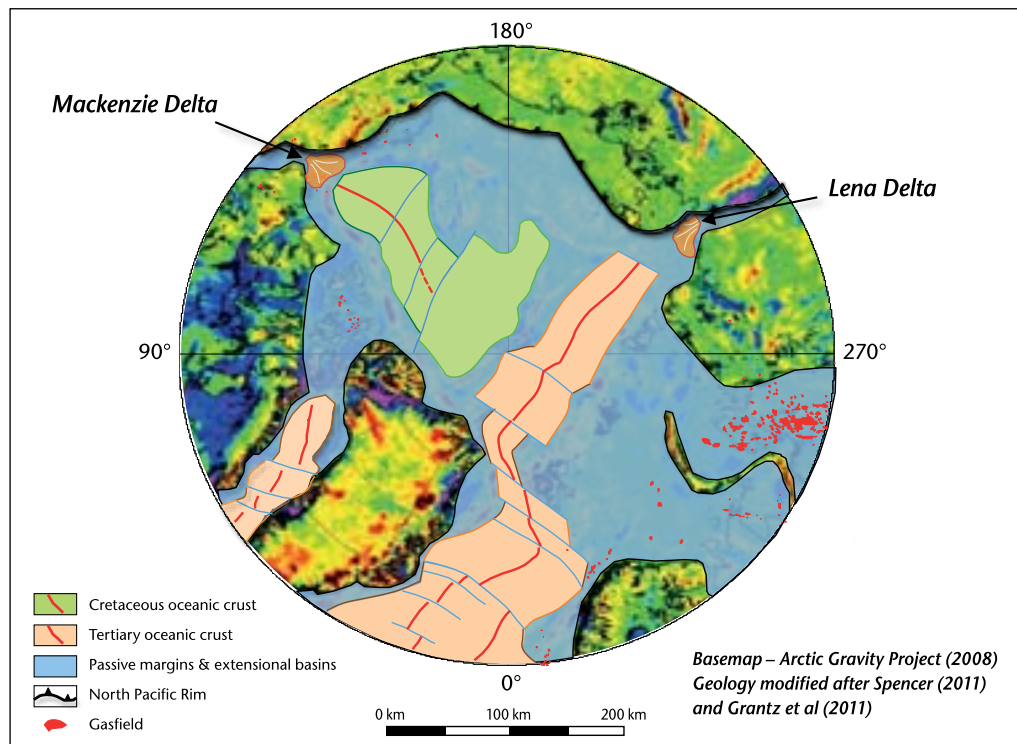 180°
Mackenzie Delta
Lena Delta
90°
270°
Cretaceous oceanic crust
Tertiary oceanic crust
Passive margins & extensional basins
North Pacific Rim
Gasfield
0°
0 km 100 km 200 km
Basemap – Arctic Gravity Project (2008)
Geology modified after Spencer (2011)
and Grantz et al (2011)